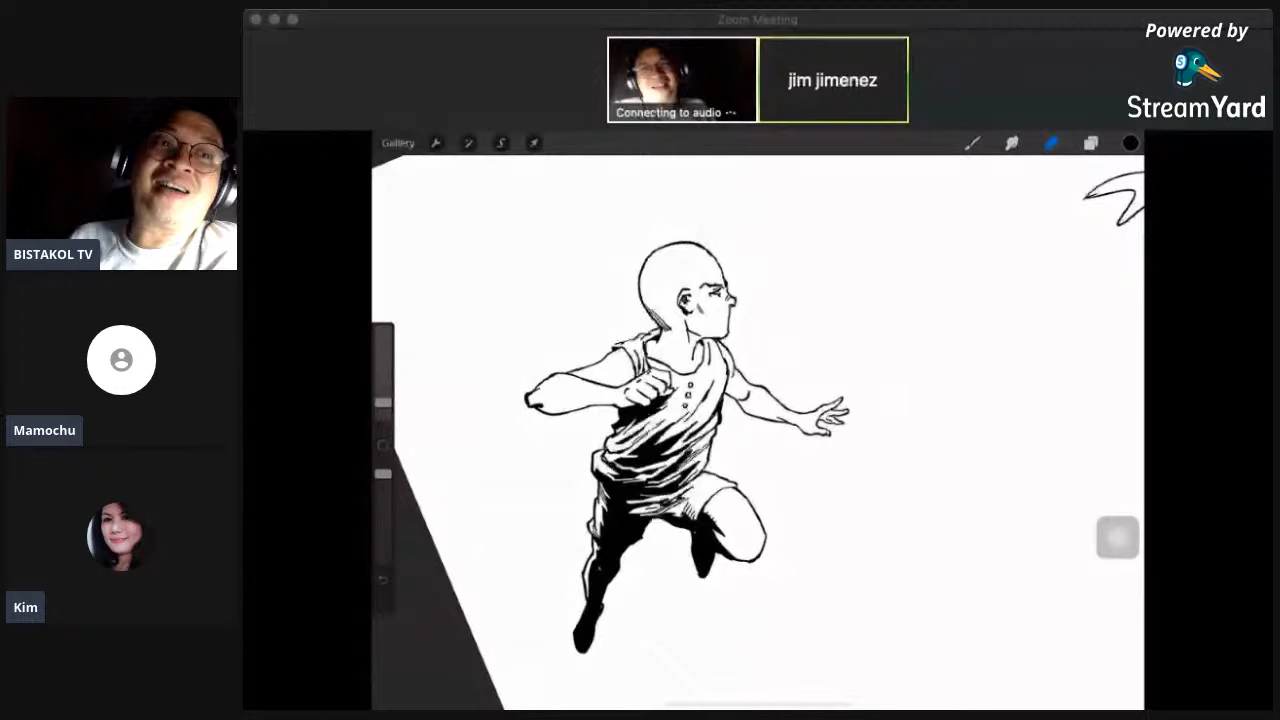 Zoom Meeting
Powered by
StreamYard
jim jimenez
Connecting to audio
Gallery
BISTAKOL TV
Mamochu
Kim